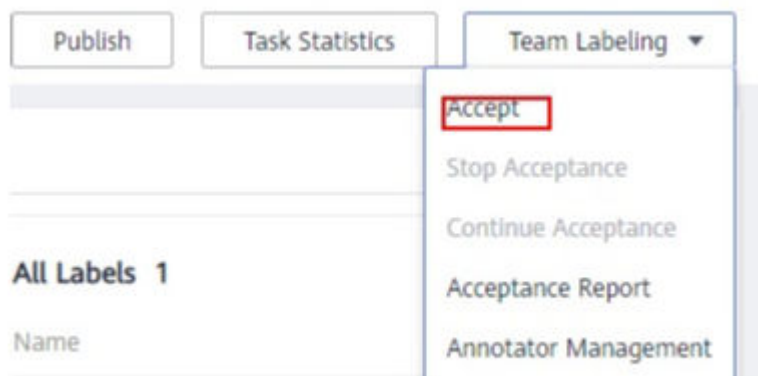 Publish Task Statistics Team Labeling
Accept
Stop Acceptance
Continue Acceptance
All Labels 1
Acceptance Report
Name
Annotator Management